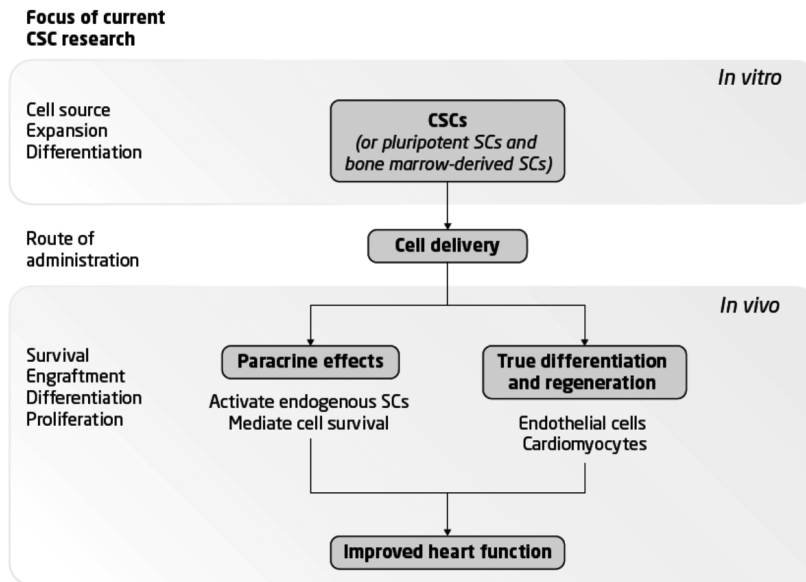 Focus of current
CSC research
In vitro
Cell source
Expansion
Differentiation
CSCs
(or pluripotent SCs and
bone marrow-derived SCs)
Route of
administration
Cell delivery
In vivo
Survival
Engraftment
Differentiation
Proliferation
Paracrine effects
Activate endogenous SCs
Mediate cell survival
True differentiation
and regeneration
Endothelial cells
Cardiomyocytes
Improved heart function